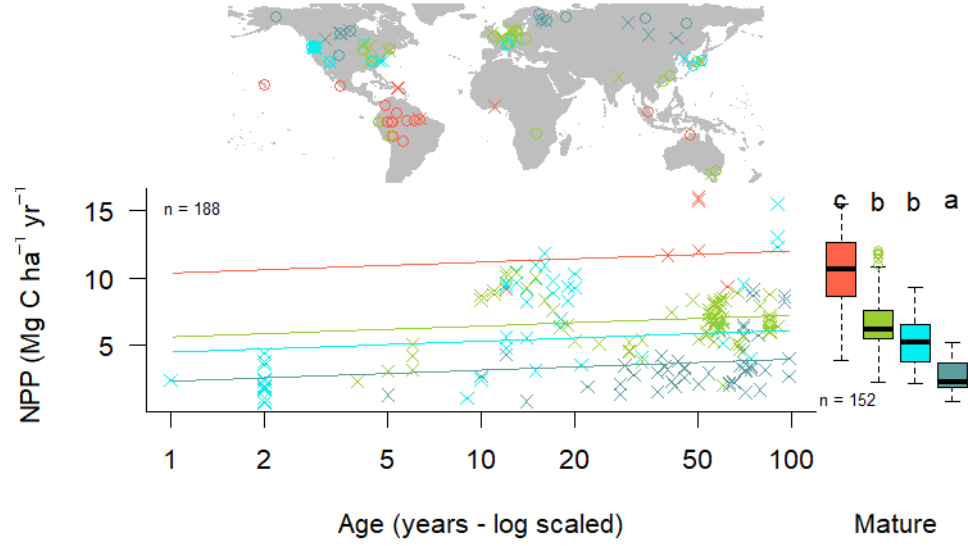 NPP (Mg C ha⁻¹ yr⁻¹)
15
10
5
n = 188
c b b a
n = 152
1 2 5 10 20 50 100
Age (years - log scaled)
Mature